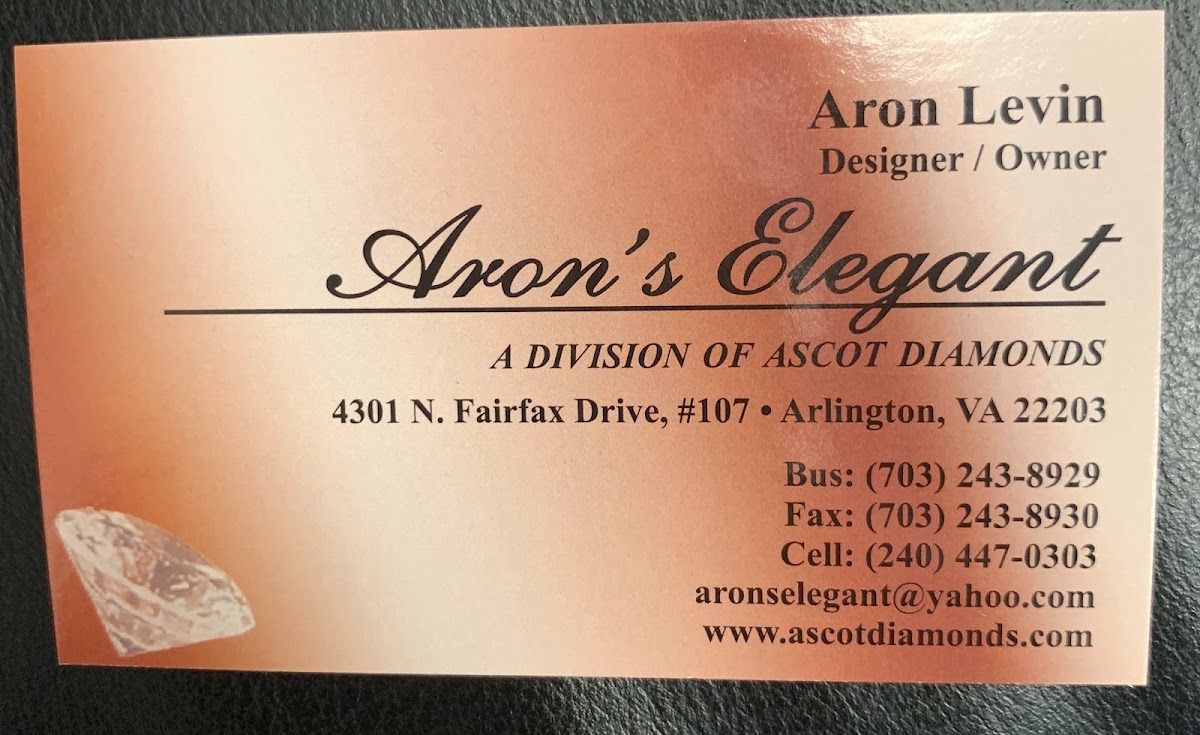 Aron Levin
Designer / Owner
Aron's Elegant
A DIVISION OF ASCOT DIAMONDS
4301 N. Fairfax Drive, #107 • Arlington, VA 22203
Bus: (703) 243-8929
Fax: (703) 243-8930
Cell: (240) 447-0303
aronselegant@yahoo.com
www.ascotdiamonds.com